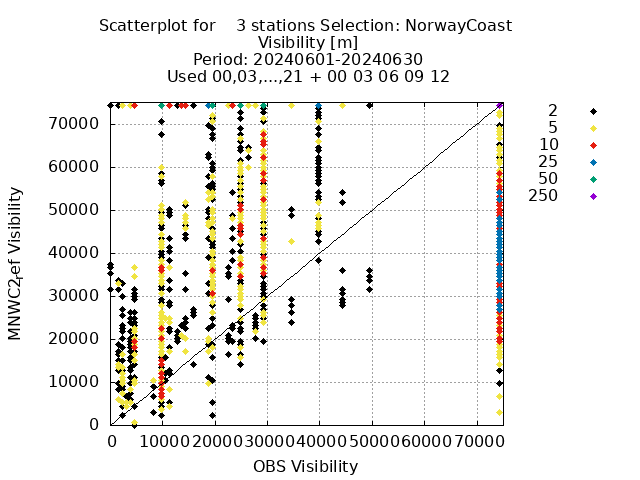 Scatterplot for 3 stations Selection: NorwayCoast
Visibility [m]
Period: 20240601-20240630
Used 00,03,...,21 + 00 03 06 09 12
2
5
10
25
50
250
70000
60000
50000
40000
30000
20000
10000
0
MNWC2ref Visibility
0 10000 20000 30000 40000 50000 60000 70000
OBS Visibility